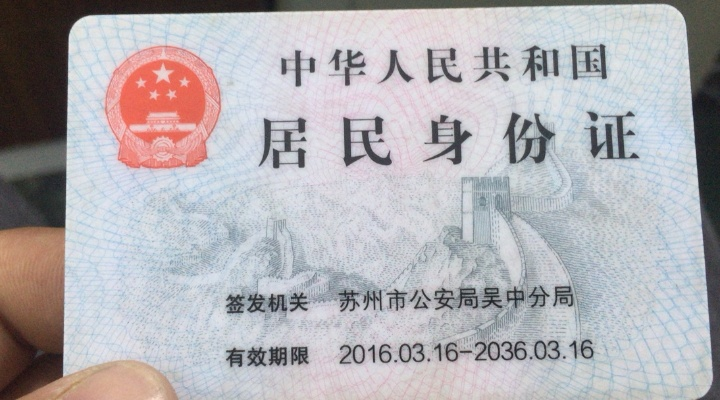 中华人民共和国
居民身份证
签发机关 苏州市公安局吴中分局
有效期限 2016.03.16-2036.03.16